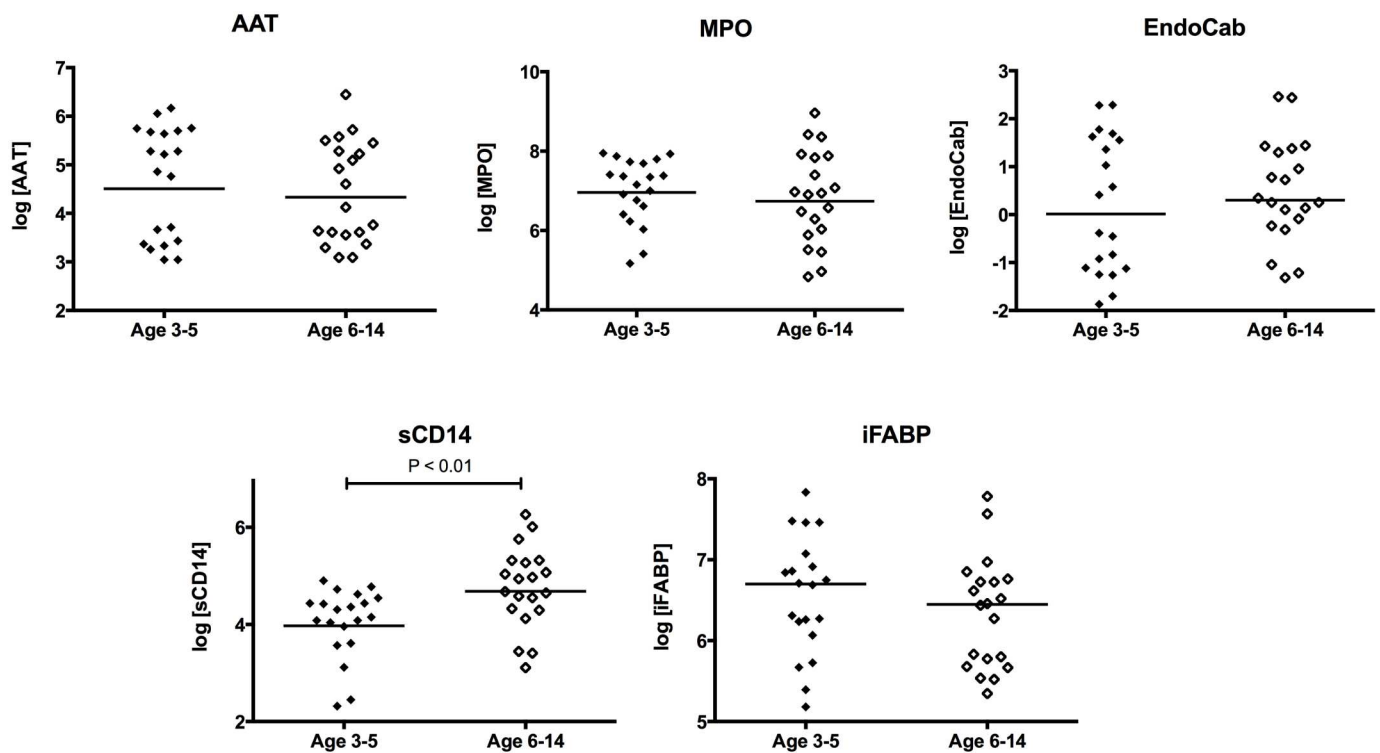 AAT
log [AAT]
7
6
5
4
3
2
Age 3-5
Age 6-14
MPO
log [MPO]
10
8
6
4
Age 3-5
Age 6-14
EndoCab
log [EndoCab]
3
2
1
0
-1
-2
Age 3-5
Age 6-14
sCD14
P < 0.01
log [sCD14]
6
4
2
Age 3-5
Age 6-14
iFABP
log [iFABP]
8
7
6
5
Age 3-5
Age 6-14